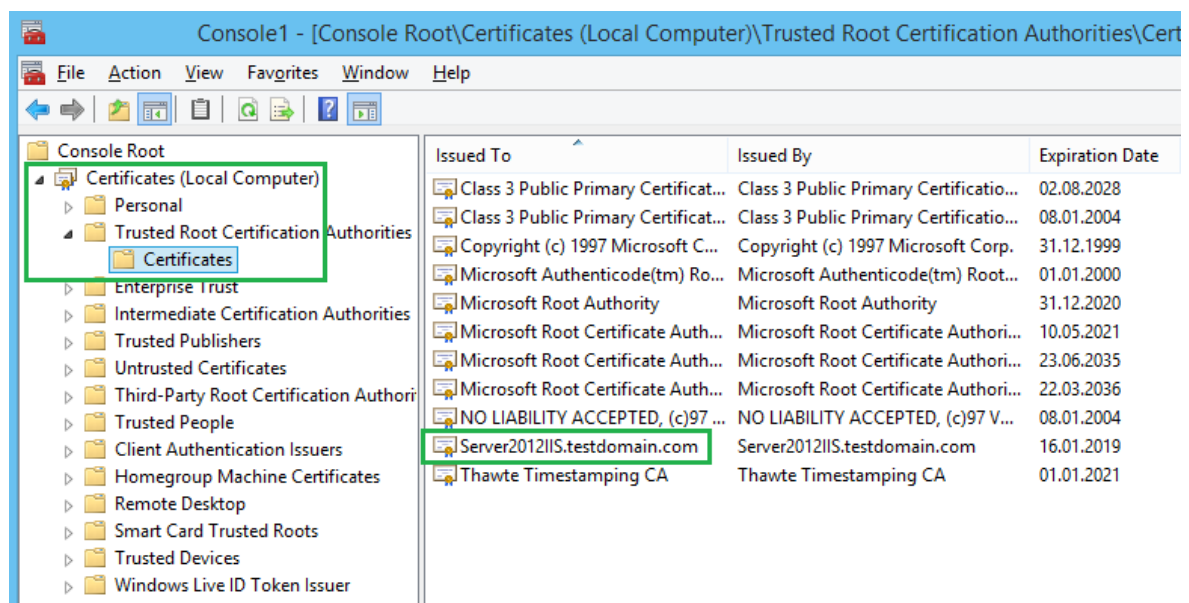 Console1 - [Console Root\Certificates (Local Computer)\Trusted Root Certification Authorities\Cert
File Action View Favorites Window Help
Console Root
Certificates (Local Computer)
Personal
Trusted Root Certification Authorities
Certificates
Enterprise Trust
Intermediate Certification Authorities
Trusted Publishers
Untrusted Certificates
Third-Party Root Certification Authori
Trusted People
Client Authentication Issuers
Homegroup Machine Certificates
Remote Desktop
Smart Card Trusted Roots
Trusted Devices
Windows Live ID Token Issuer
Issued To Issued By Expiration Date
Class 3 Public Primary Certificat... Class 3 Public Primary Certificatio... 02.08.2028
Class 3 Public Primary Certificat... Class 3 Public Primary Certificatio... 08.01.2004
Copyright (c) 1997 Microsoft C... Copyright (c) 1997 Microsoft Corp. 31.12.1999
Microsoft Authenticode(tm) Ro... Microsoft Authenticode(tm) Root... 01.01.2000
Microsoft Root Authority Microsoft Root Authority 31.12.2020
Microsoft Root Certificate Auth... Microsoft Root Certificate Authori... 10.05.2021
Microsoft Root Certificate Auth... Microsoft Root Certificate Authori... 23.06.2035
Microsoft Root Certificate Auth... Microsoft Root Certificate Authori... 22.03.2036
NO LIABILITY ACCEPTED, (c)97 ... NO LIABILITY ACCEPTED, (c)97 V... 08.01.2004
Server2012IIS.testdomain.com Server2012IIS.testdomain.com 16.01.2019
Thawte Timestamping CA Thawte Timestamping CA 01.01.2021